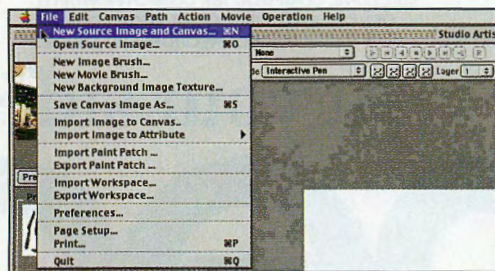 File Edit Canvas Path Action Movie Operation Help
New Source Image and Canvas... ⌘N
Studio Artis
Open Source Image... ⌘O
None
New Image Brush...
Interactive Pen
Layer 1
New Movie Brush...
New Background Image Texture...
Save Canvas Image As... ⌘S
Import Image to Canvas...
Import Image to Attribute
Import Paint Patch ...
Export Paint Patch ...
Import Workspace...
Pre
Export Workspace...
Preferences...
Page Setup...
Print... ⌘P
Quit ⌘Q